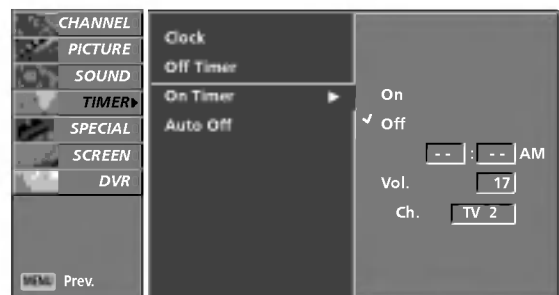 CHANNEL
PICTURE
SOUND
TIMER
SPECIAL
SCREEN
DVR
MENU Prev.
Clock
Off Timer
On Timer ►
Auto Off
On
✔ Off
- - : - - AM
Vol. 17
Ch. TV 2